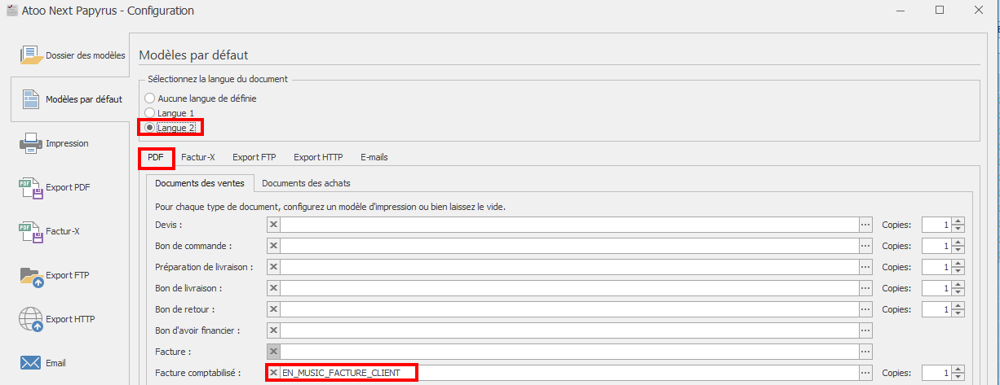 Atoo Next Papyrus - Configuration
Dossier des modèles
Modèles par défaut
Impression
Export PDF
Factur-X
Export FTP
Export HTTP
Email
Modèles par défaut
Sélectionnez la langue du document
Aucune langue de définie
Langue 1
Langue 2
PDF Factur-X Export FTP Export HTTP E-mails
Documents des ventes Documents des achats
Pour chaque type de document, configurez un modèle d'impression ou bien laissez le vide.
Devis : ... Copies: 1
Bon de commande : ... Copies: 1
Préparation de livraison : ... Copies: 1
Bon de livraison : ... Copies: 1
Bon de retour : ... Copies: 1
Bon d'avoir financier : ...
Facture : ...
Facture comptabilisé : EN_MUSIC_FACTURE_CLIENT ... Copies: 1